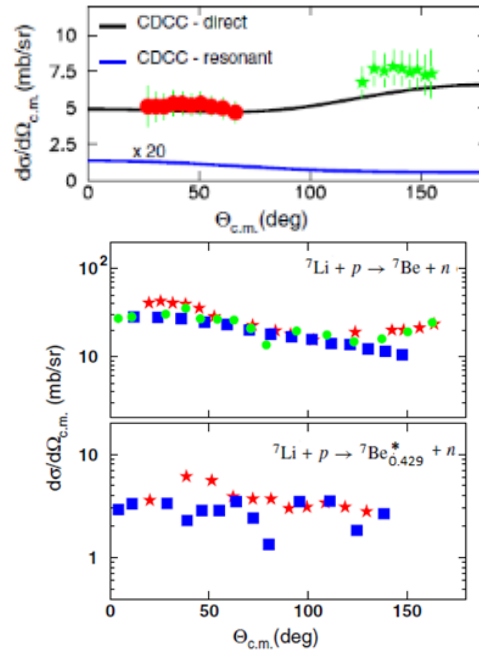 12
10
7.5
5
2.5
0
CDCC - direct
CDCC - resonant
x 20
dσ/dΩc.m. (mb/sr)
0 50 100 150
Θc.m.(deg)
10²
10
⁷Li + p → ⁷Be + n
10
1
⁷Li + p → ⁷Be*0.429 + n
dσ/dΩc.m. (mb/sr)
0 50 100 150
Θc.m.(deg)